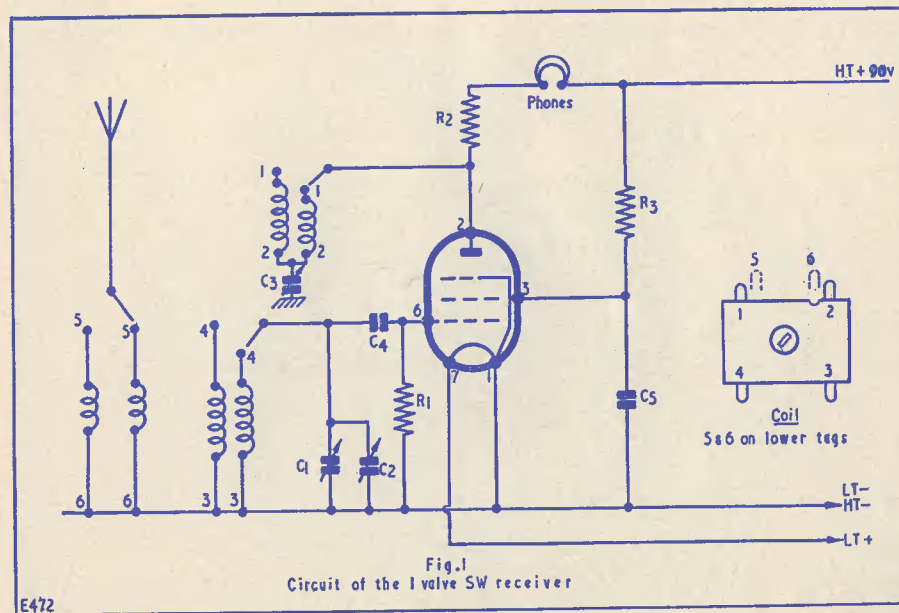 HT+90v
Phones
R2
1
1
R3
2
2
2
C3
5
6
1
2
3
6
5
5
4
4
C4
7
1
R1
C5
4
3
Coil
5&6 on lower tags
C1
C2
6
6
3
3
LT-
HT-
LT+
Fig.1
Circuit of the 1 valve SW receiver
E472